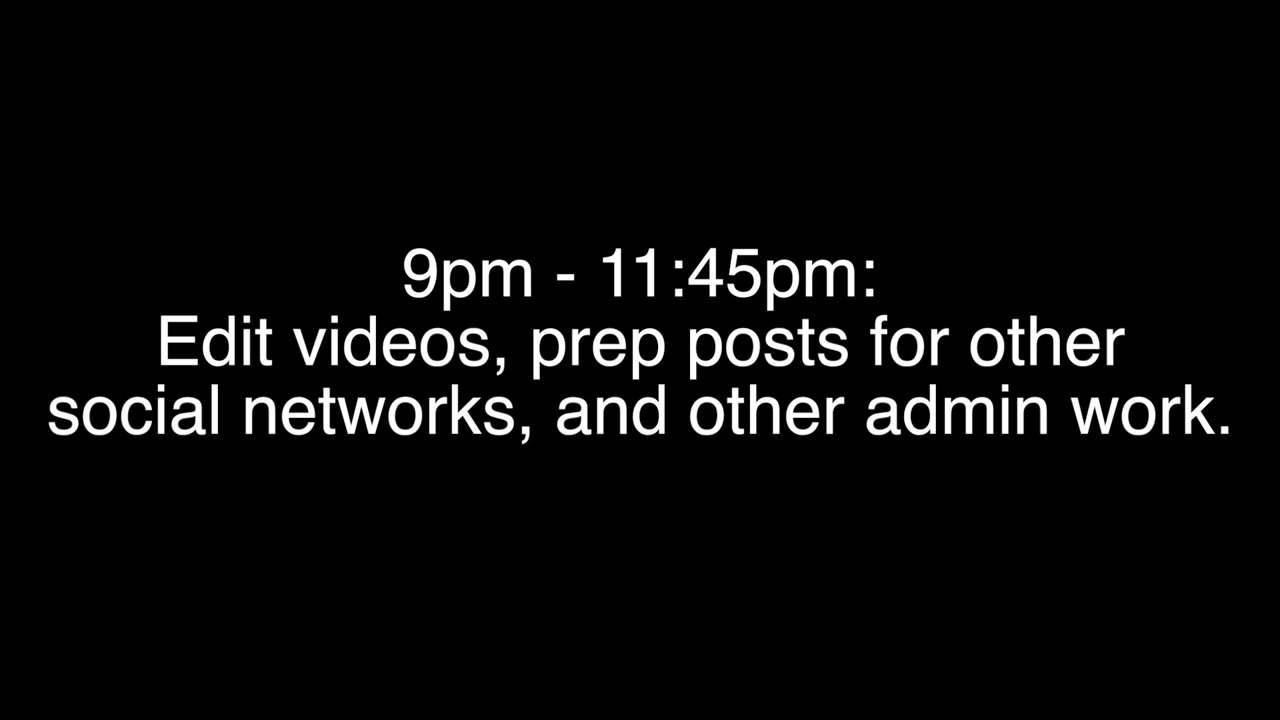 9pm - 11:45pm:
Edit videos, prep posts for other
social networks, and other admin work.